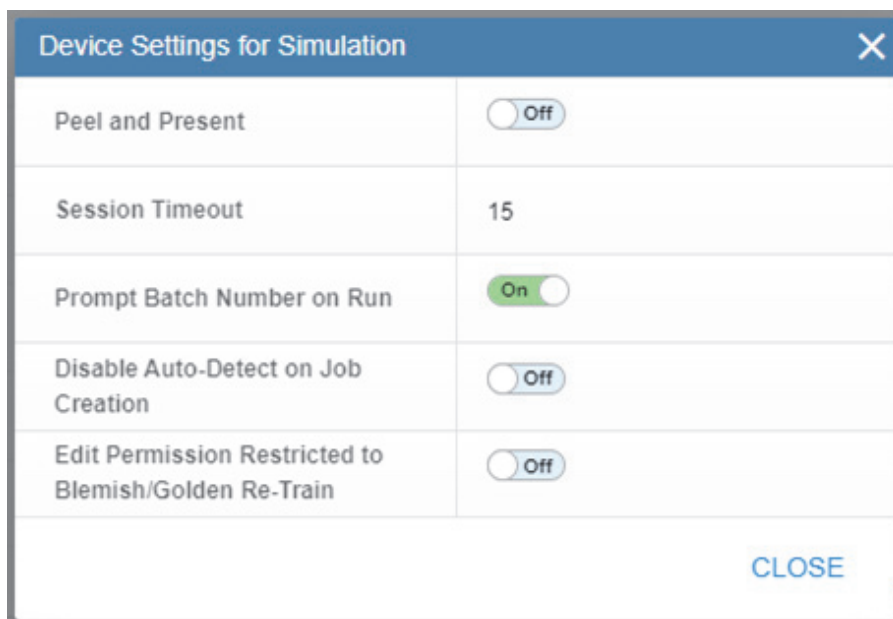 Device Settings for Simulation
Peel and Present
Off
Session Timeout
15
Prompt Batch Number on Run
On
Disable Auto-Detect on Job
Creation
Off
Edit Permission Restricted to
Blemish/Golden Re-Train
Off
CLOSE